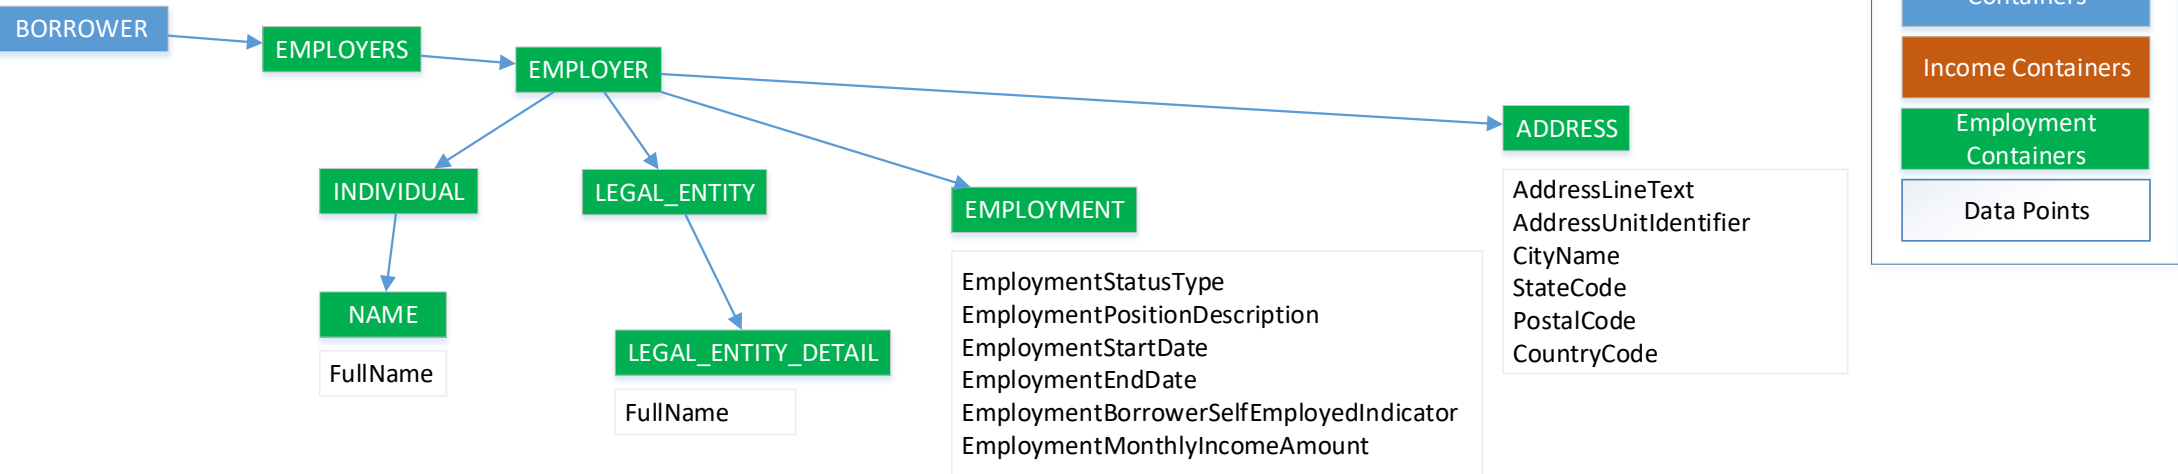 BORROWER
EMPLOYERS
EMPLOYER
INDIVIDUAL
NAME
FullName
LEGAL_ENTITY
LEGAL_ENTITY_DETAIL
FullName
EMPLOYMENT
EmploymentStatusType
EmploymentPositionDescription
EmploymentStartDate
EmploymentEndDate
EmploymentBorrowerSelfEmployedIndicator
EmploymentMonthlyIncomeAmount
ADDRESS
AddressLineText
AddressUnitIdentifier
CityName
StateCode
PostalCode
CountryCode
Containers
Income Containers
Employment
Containers
Data Points